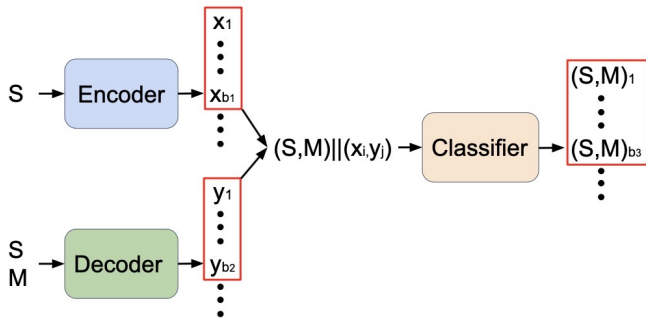 S
Encoder
x1
xb1
S
M
Decoder
y1
yb2
(S,M)||(xi,yj)
Classifier
(S,M)1
(S,M)b3